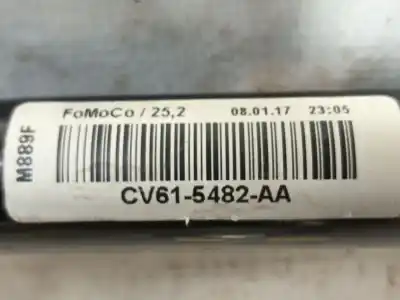 FoMoCo / 25,2 08.01.17 23:05
M889F
CV61-5482-AA